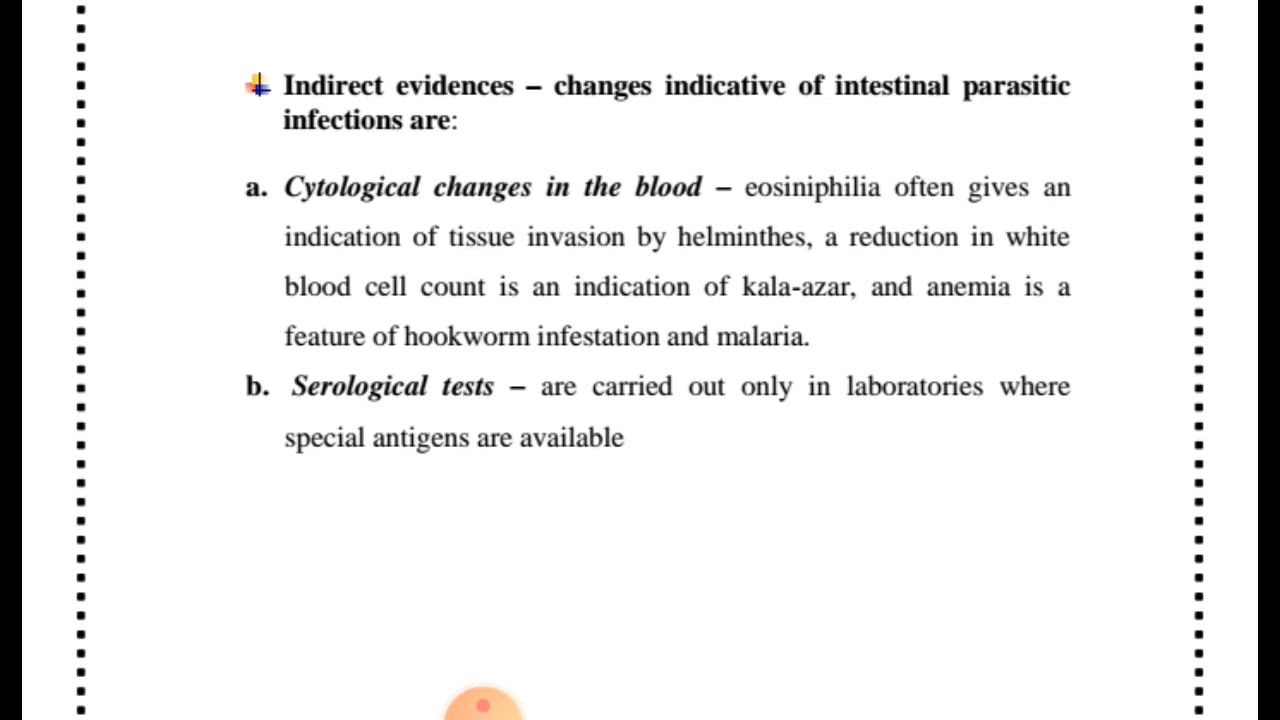 Indirect evidences – changes indicative of intestinal parasitic
infections are:
a. Cytological changes in the blood – eosiniphilia often gives an
indication of tissue invasion by helminthes, a reduction in white
blood cell count is an indication of kala-azar, and anemia is a
feature of hookworm infestation and malaria.
b. Serological tests – are carried out only in laboratories where
special antigens are available